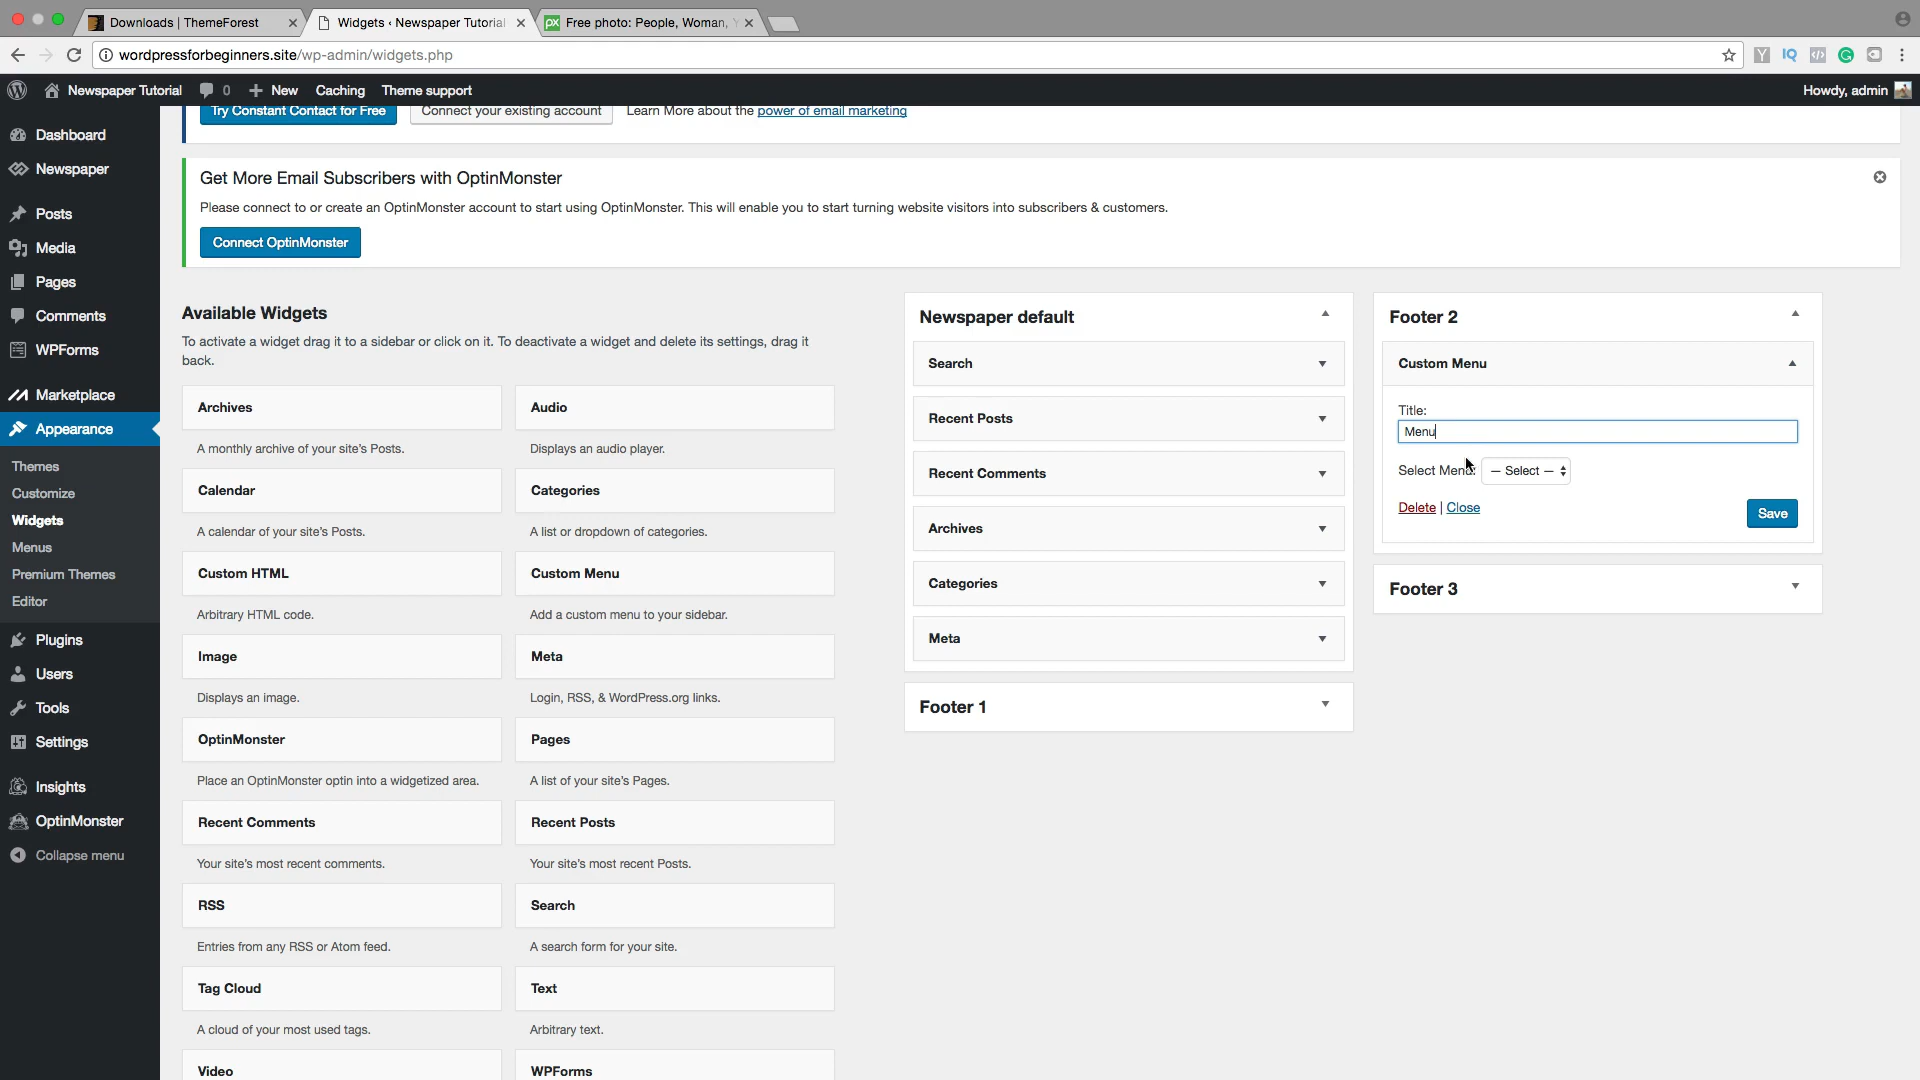 Downloads | ThemeForest
Widgets ‹ Newspaper Tutorial
Free photo: People, Woman,
wordpressforbeginners.site/wp-admin/widgets.php
Newspaper Tutorial
0
New
Caching
Theme support
Howdy, admin
Dashboard
Newspaper
Posts
Media
Pages
Comments
WPForms
Marketplace
Appearance
Themes
Customize
Widgets
Menus
Premium Themes
Editor
Plugins
Users
Tools
Settings
Insights
OptinMonster
Collapse menu
Try Constant Contact for Free
Connect your existing account
Learn More about the power of email marketing
Get More Email Subscribers with OptinMonster
Please connect to or create an OptinMonster account to start using OptinMonster. This will enable you to start turning website visitors into subscribers & customers.
Connect OptinMonster
Available Widgets
To activate a widget drag it to a sidebar or click on it. To deactivate a widget and delete its settings, drag it
back.
Archives
A monthly archive of your site's Posts.
Audio
Displays an audio player.
Calendar
A calendar of your site's Posts.
Categories
A list or dropdown of categories.
Custom HTML
Arbitrary HTML code.
Custom Menu
Add a custom menu to your sidebar.
Image
Displays an image.
Meta
Login, RSS, & WordPress.org links.
OptinMonster
Place an OptinMonster optin into a widgetized area.
Pages
A list of your site's Pages.
Recent Comments
Your site's most recent comments.
Recent Posts
Your site's most recent Posts.
RSS
Entries from any RSS or Atom feed.
Search
A search form for your site.
Tag Cloud
A cloud of your most used tags.
Text
Arbitrary text.
Video
WPForms
Newspaper default
Search
Recent Posts
Recent Comments
Archives
Categories
Meta
Footer 1
Footer 2
Custom Menu
Title:
Menu
Select Menu:
— Select —
Delete | Close
Save
Footer 3